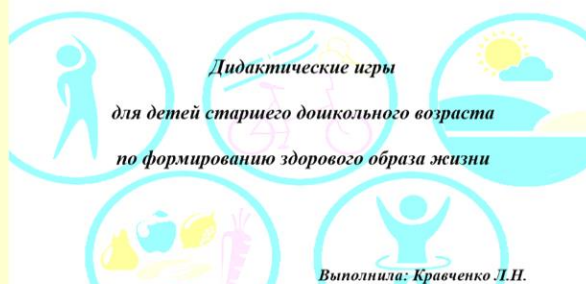 Дидактические игры
для детей старшего дошкольного возраста
по формированию здорового образа жизни
Выполнила: Кравченко Л.Н.